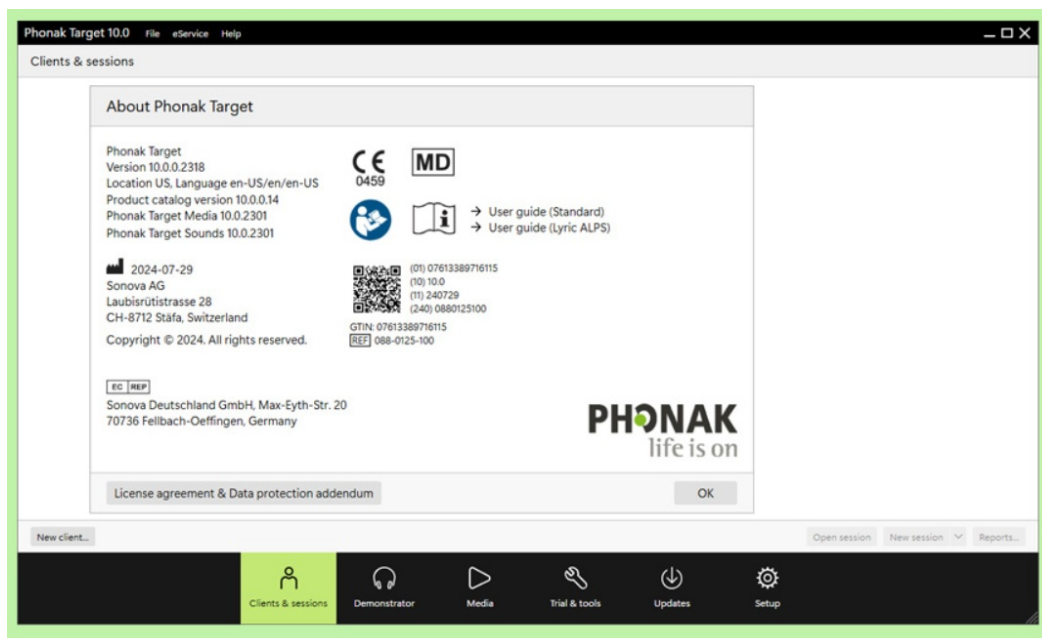 Phonak Target 10.0 File eService Help
Clients & sessions
About Phonak Target
Phonak Target
Version 10.0.0.2318
Location US, Language en-US/en/en-US
Product catalog version 10.0.0.14
Phonak Target Media 10.0.2301
Phonak Target Sounds 10.0.2301
CE
0459
MD
→ User guide (Standard)
→ User guide (Lyric ALPS)
2024-07-29
Sonova AG
Laubisrütistrasse 28
CH-8712 Stäfa, Switzerland
Copyright © 2024. All rights reserved.
(01) 07613389716115
(10) 10.0
(11) 240729
(240) 0880125100
GTIN: 07613389716115
REF 088-0125-100
EC REP
Sonova Deutschland GmbH, Max-Eyth-Str. 20
70736 Fellbach-Oeffingen, Germany
PHONAK
life is on
License agreement & Data protection addendum
OK
New client...
Open session New session Reports...
Clients & sessions Demonstrator Media Trial & tools Updates Setup